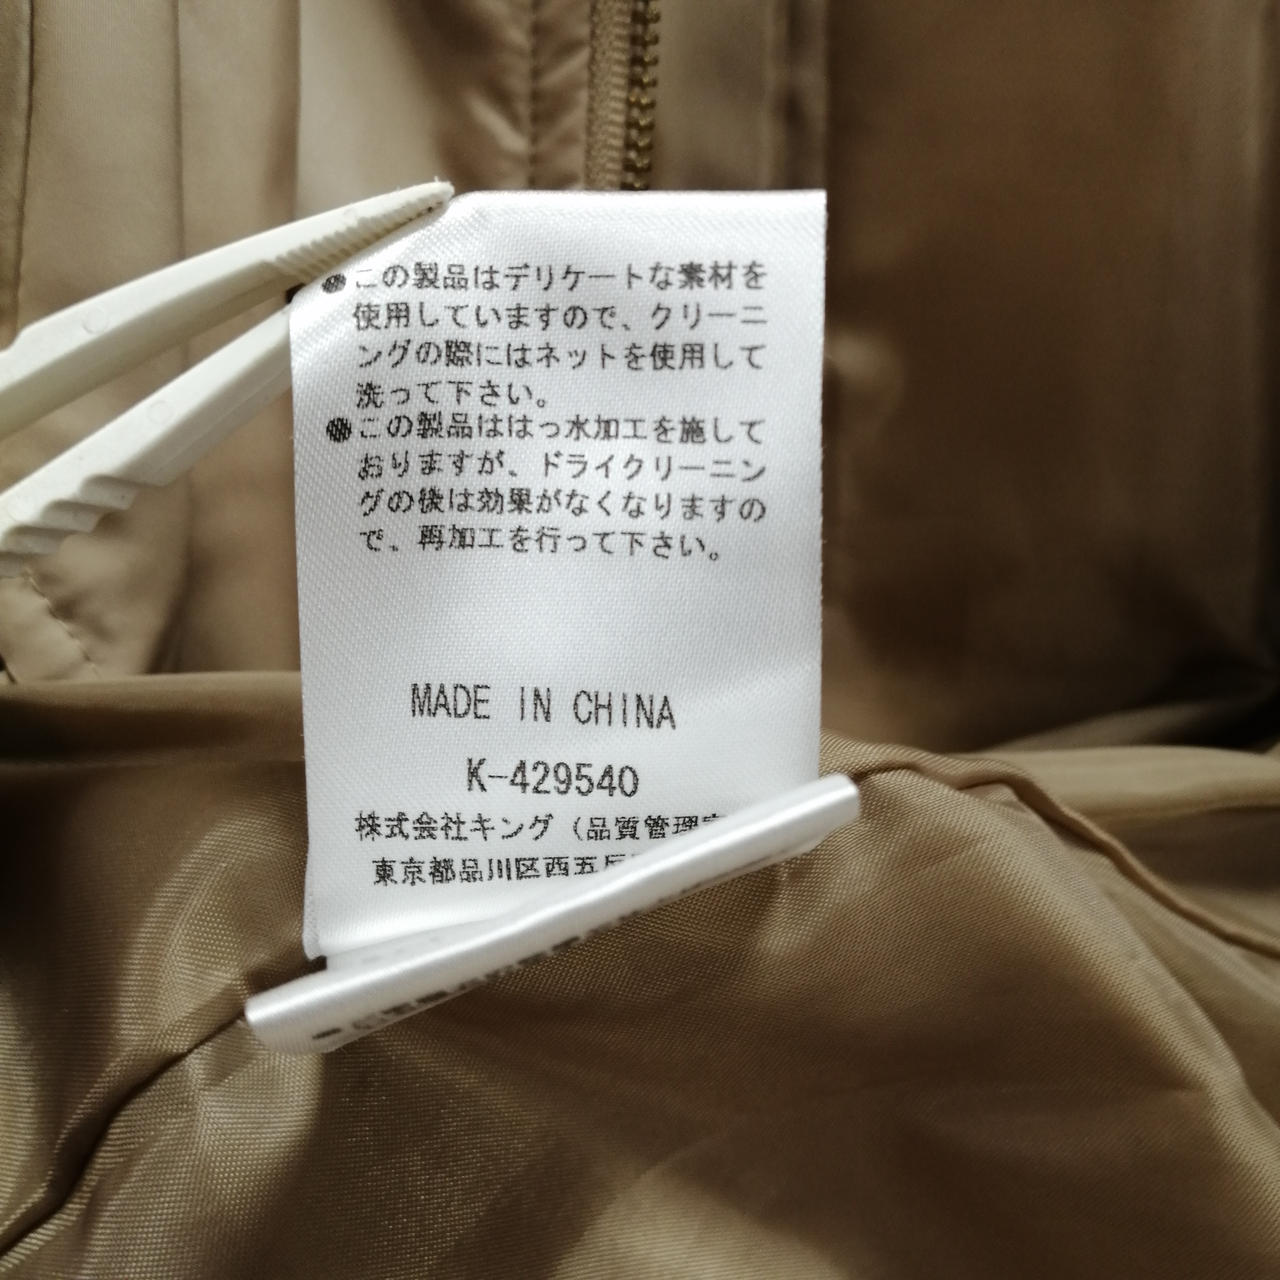 ●この製品はデリケートな素材を
使用していますので、クリーニ
ングの際にはネットを使用して
洗って下さい。
●この製品ははっ水加工を施して
おりますが、ドライクリーニン
グの後は効果がなくなりますの
で、再加工を行って下さい。
MADE IN CHINA
K-429540
株式会社キング（品質管理
東京都品川区西五